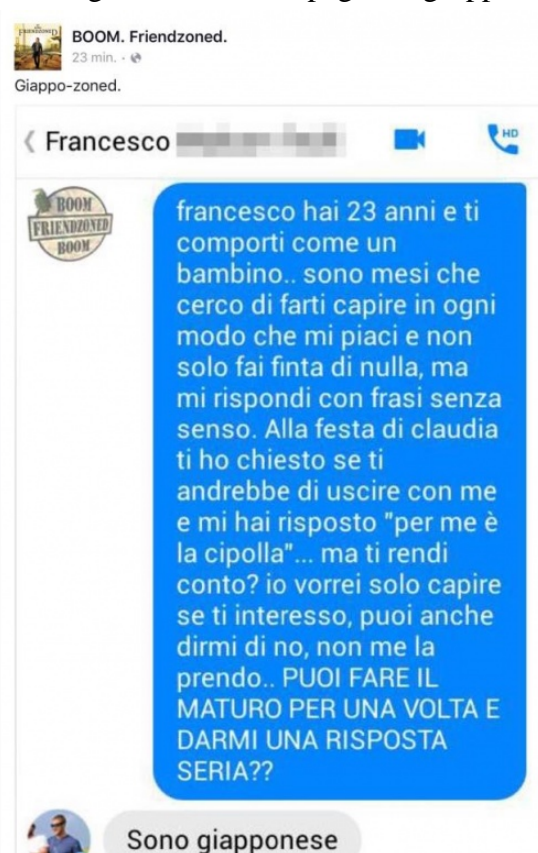 BOOM. Friendzoned.
23 min.
Giappo-zoned.
Francesco
HD
BOOM
FRIENDZONED
BOOM
francesco hai 23 anni e ti
comporti come un
bambino.. sono mesi che
cerco di farti capire in ogni
modo che mi piaci e non
solo fai finta di nulla, ma
mi rispondi con frasi senza
senso. Alla festa di claudia
ti ho chiesto se ti
andrebbe di uscire con me
e mi hai risposto "per me è
la cipolla"... ma ti rendi
conto? io vorrei solo capire
se ti interesso, puoi anche
dirmi di no, non me la
prendo.. PUOI FARE IL
MATURO PER UNA VOLTA E
DARMI UNA RISPOSTA
SERIA??
Sono giapponese